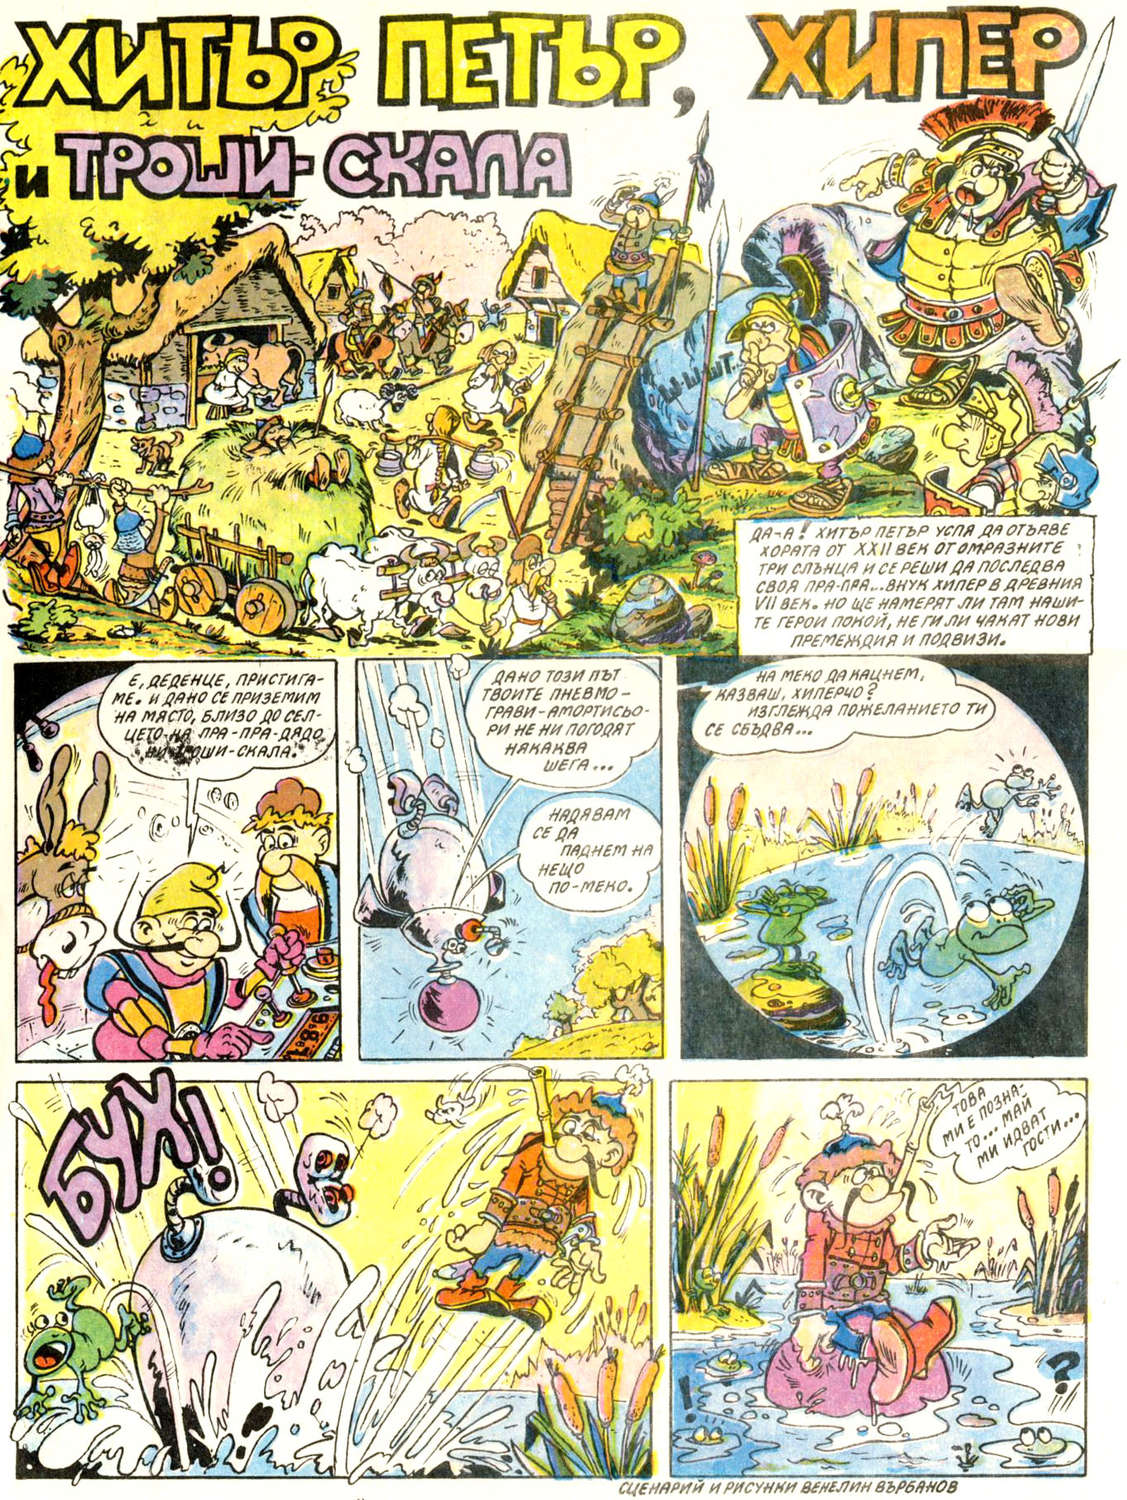 ХИТЪР ПЕТЪР, ХИПЕР
И ТРОШИ-СКАЛА
Ш-Ш-ШТ.
ДА-А! ХИТЪР ПЕТЪР УСПЯ ДА ОТЪРВЕ
ХОРАТА ОТ XXII ВЕК ОТ ОМРАЗНИТЕ
ТРИ СЛЪНЦА И СЕ РЕШИ ДА ПОСЛЕДВА
СВОЯ ПРА-ПРА...ВНУК ХИПЕР В ДРЕВНИЯ
VII ВЕК. НО ЩЕ НАМЕРЯТ ЛИ ТАМ НАШИ-
ТЕ ГЕРОИ ПОКОЙ, НЕ ГИ ЛИ ЧАКАТ НОВИ
ПРЕМЕЖДИЯ И ПОДВИЗИ.
Е, ДЕДЕНЦЕ, ПРИСТИГА-
МЕ. И ДАНО СЕ ПРИЗЕМИМ
НА МЯСТО, БЛИЗО ДО СЕЛ-
ЦЕТО НА ПРА-ПРА-ДЯДО
НИ ТРОШИ-СКАЛА.
ДАНО ТОЗИ ПЪТ
ТВОИТЕ ПНЕВМО-
ГРАВИ-АМОРТИСЬО-
РИ НЕ НИ ПОГОДЯТ
НЯКАКВА
ШЕГА...
НАДЯВАМ
СЕ ДА
ПАДНЕМ НА
НЕЩО
ПО-МЕКО.
НА МЕКО ДА КАЦНЕМ,
КАЗВАШ, ХИПЕРЧО?
ИЗГЛЕЖДА ПОЖЕЛАНИЕТО ТИ
СЕ СБЪДВА...
БУХ!
ТОВА
МИ Е ПОЗНА-
ТО... МАЙ
МИ ИДВАТ
ГОСТИ...
!
?
СЦЕНАРИЙ И РИСУНКИ ВЕНЕЛИН ВЪРБАНОВ